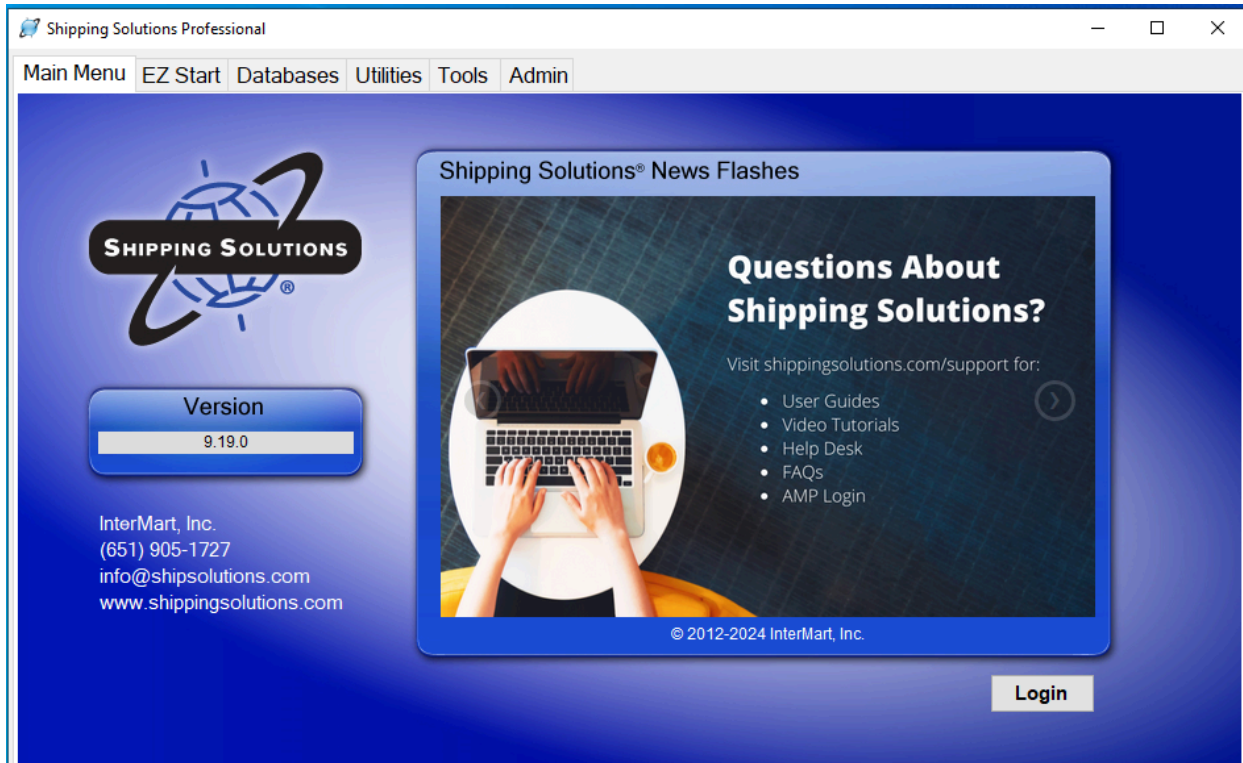 Shipping Solutions Professional
Main Menu EZ Start Databases Utilities Tools Admin
SHIPPING SOLUTIONS
®
Version
9.19.0
InterMart, Inc.
(651) 905-1727
info@shipsolutions.com
www.shippingsolutions.com
Shipping Solutions® News Flashes
Questions About
Shipping Solutions?
Visit shippingsolutions.com/support for:
• User Guides
• Video Tutorials
• Help Desk
• FAQs
• AMP Login
© 2012-2024 InterMart, Inc.
Login